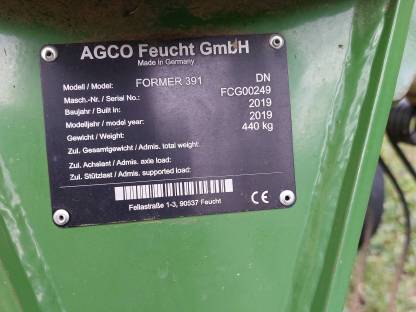 AGCO Feucht GmbH
Made in Germany
Modell / Model: FORMER 391 DN
Masch.-Nr. / Serial No.: FCG00249
Baujahr / Built in: 2019
Modelljahr / model year: 2019
Gewicht / Weight: 440 kg
Zul. Gesamtgewicht / Admis. total weight:
Zul. Achslast / Admis. axle load:
Zul. Stützlast / Admis. supported load:
CE
Fellastraße 1-3, 90537 Feucht